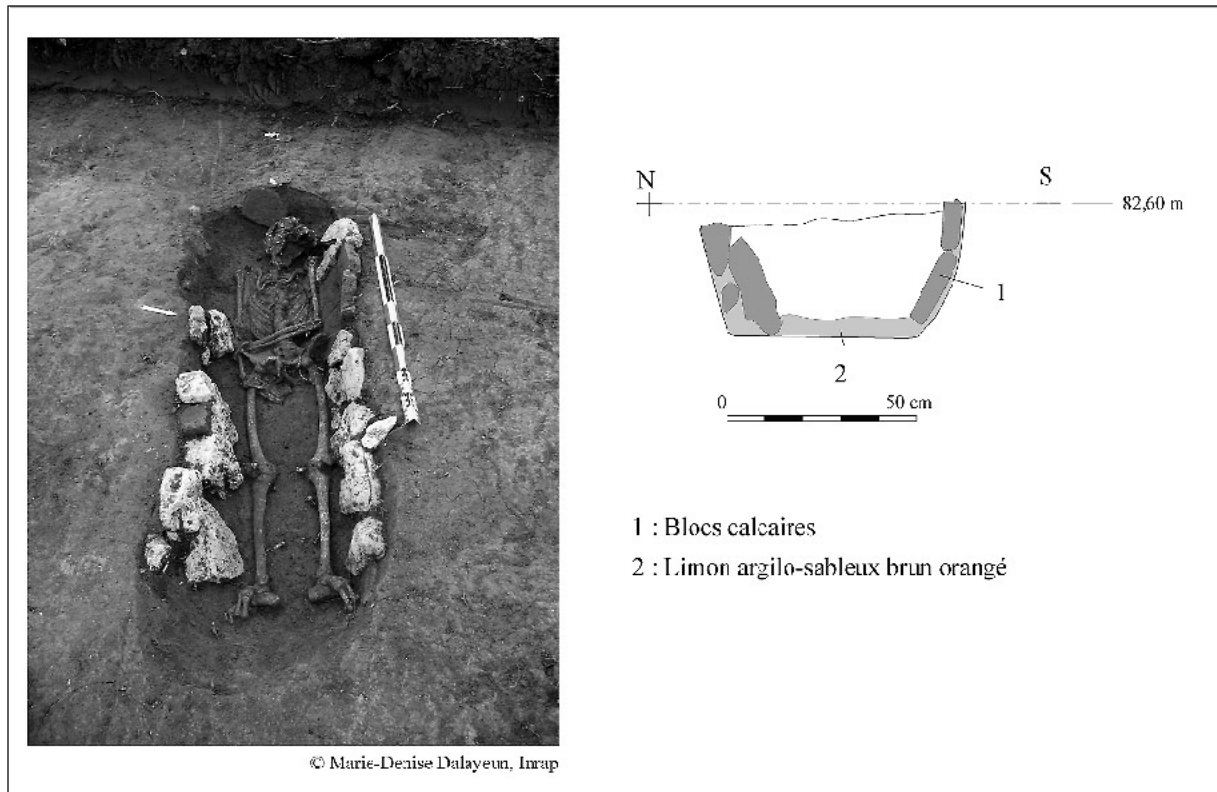 N
S
82,60 m
1
2
0 50 cm
1 : Blocs calcaires
2 : Limon argilo-sableux brun orangé
© Marie-Denise Dalayeun, Inrap